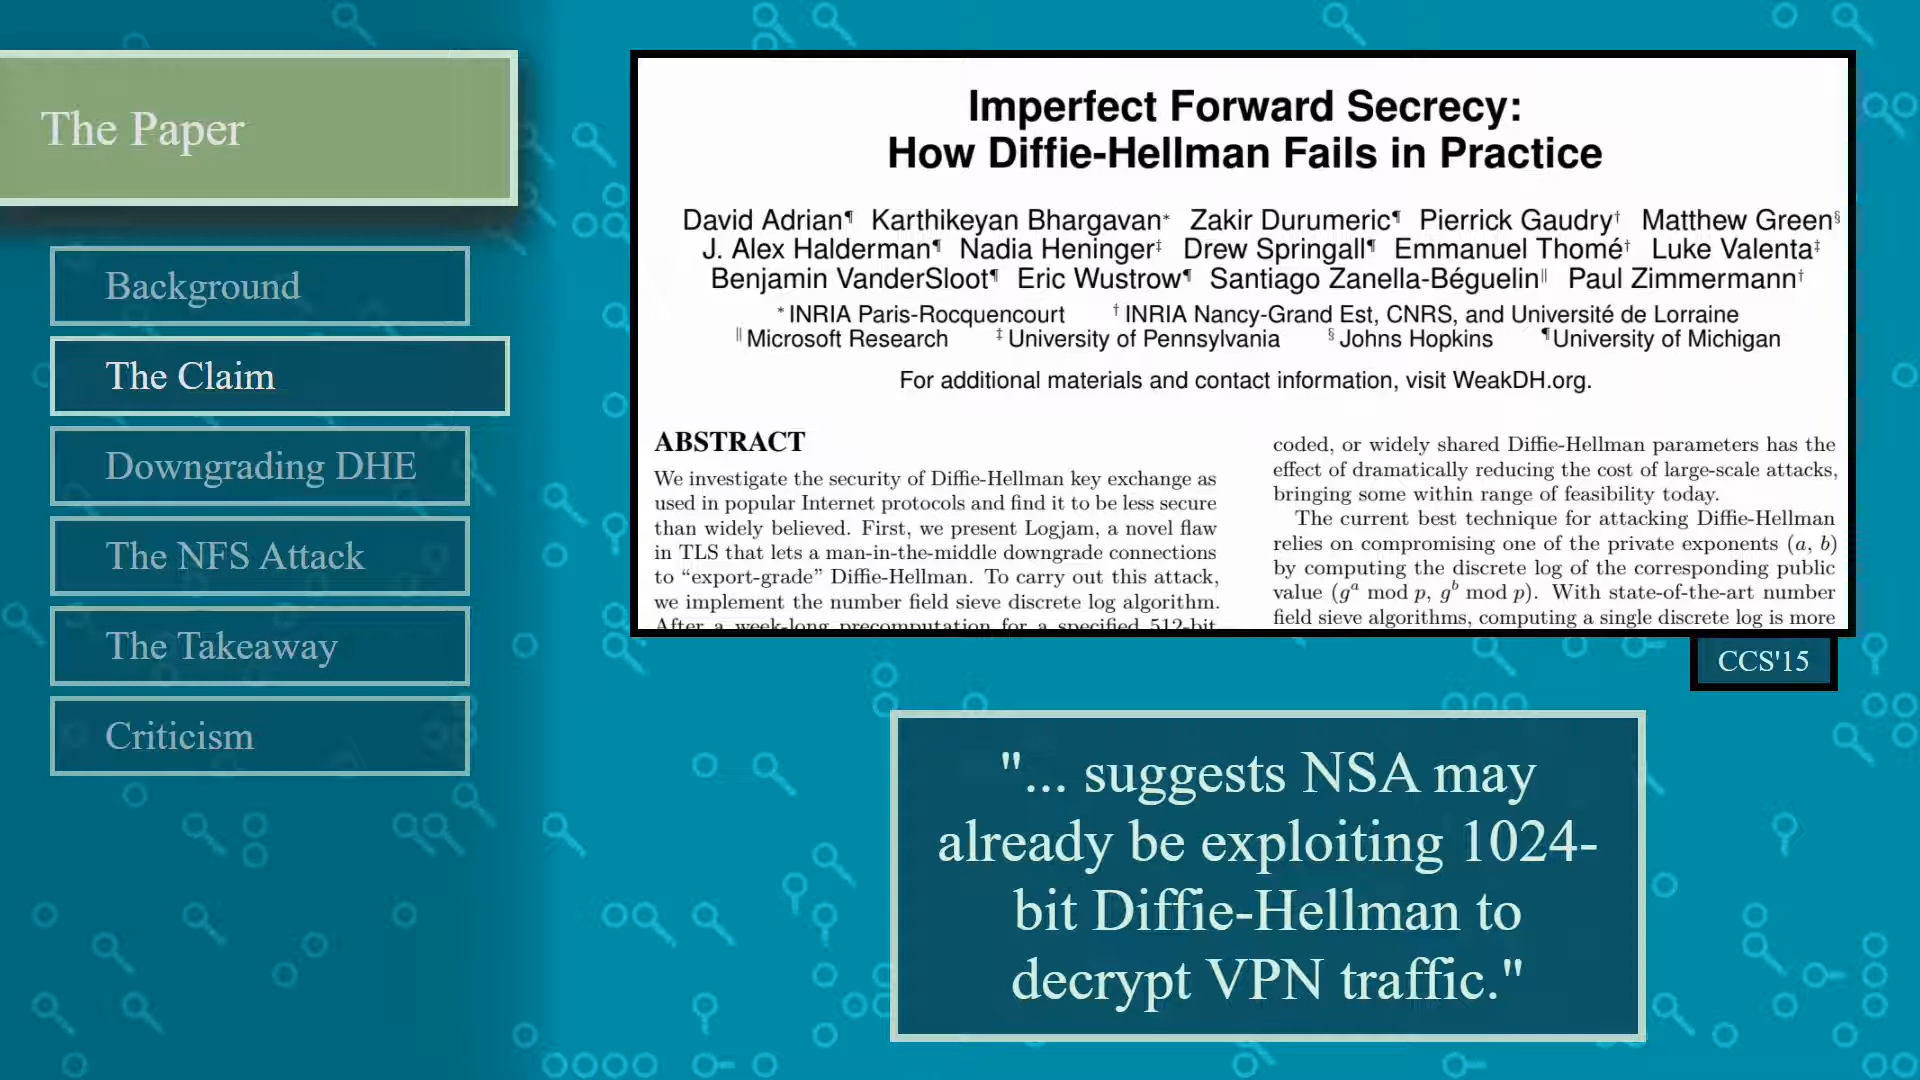 The Paper
Background
The Claim
Downgrading DHE
The NFS Attack
The Takeaway
Criticism
Imperfect Forward Secrecy:
How Diffie-Hellman Fails in Practice
David Adrian¶ Karthikeyan Bhargavan* Zakir Durumeric¶ Pierrick Gaudry† Matthew Green§
J. Alex Halderman¶ Nadia Heninger‡ Drew Springall¶ Emmanuel Thomé† Luke Valenta‡
Benjamin VanderSloot¶ Eric Wustrow¶ Santiago Zanella-Béguelin‖ Paul Zimmermann†
* INRIA Paris-Rocquencourt † INRIA Nancy-Grand Est, CNRS, and Université de Lorraine
‖ Microsoft Research ‡ University of Pennsylvania § Johns Hopkins ¶ University of Michigan
For additional materials and contact information, visit WeakDH.org.
ABSTRACT
We investigate the security of Diffie-Hellman key exchange as
used in popular Internet protocols and find it to be less secure
than widely believed. First, we present Logjam, a novel flaw
in TLS that lets a man-in-the-middle downgrade connections
to “export-grade” Diffie-Hellman. To carry out this attack,
we implement the number field sieve discrete log algorithm.
After a week-long precomputation for a specified 512-bit
coded, or widely shared Diffie-Hellman parameters has the
effect of dramatically reducing the cost of large-scale attacks,
bringing some within range of feasibility today.
The current best technique for attacking Diffie-Hellman
relies on compromising one of the private exponents (a, b)
by computing the discrete log of the corresponding public
value (g^a mod p, g^b mod p). With state-of-the-art number
field sieve algorithms, computing a single discrete log is more
CCS'15
"... suggests NSA may
already be exploiting 1024-
bit Diffie-Hellman to
decrypt VPN traffic."